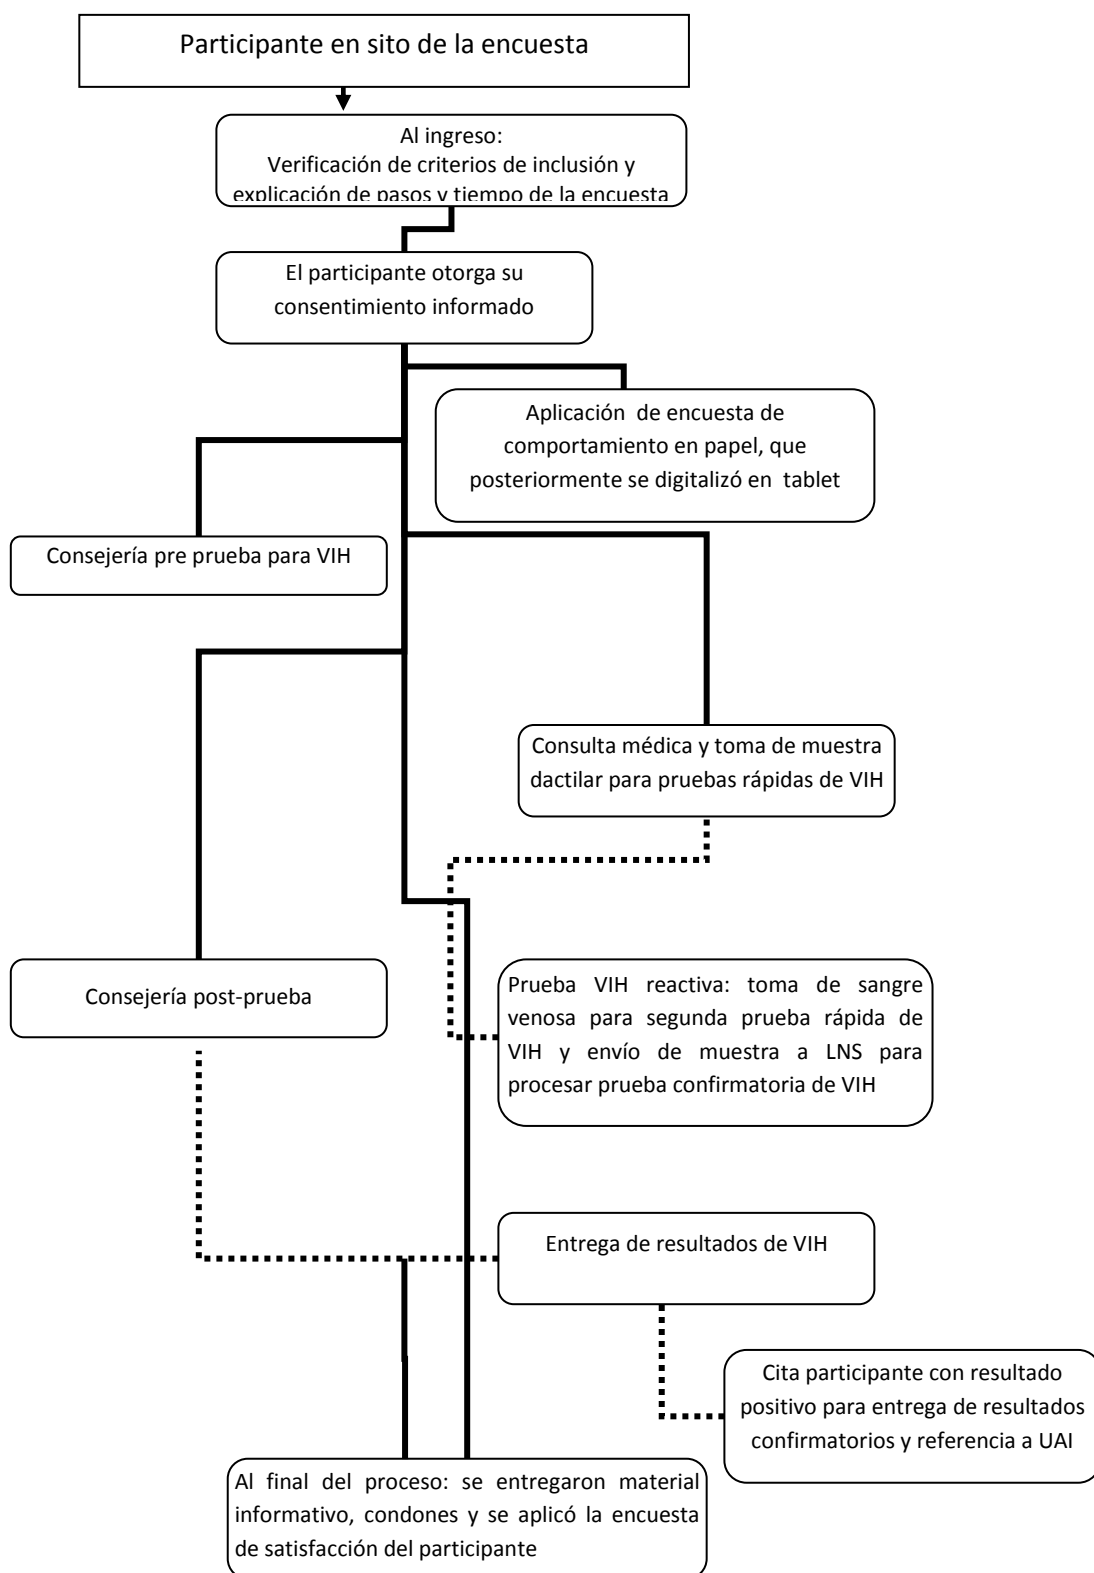 Participante en sito de la encuesta
Al ingreso:
Verificación de criterios de inclusión y
explicación de pasos y tiempo de la encuesta
El participante otorga su
consentimiento informado
Aplicación de encuesta de
comportamiento en papel, que
posteriormente se digitalizó en tablet
Consejería pre prueba para VIH
Consulta médica y toma de muestra
dactilar para pruebas rápidas de VIH
Consejería post-prueba
Prueba VIH reactiva: toma de sangre
venosa para segunda prueba rápida de
VIH y envío de muestra a LNS para
procesar prueba confirmatoria de VIH
Entrega de resultados de VIH
Cita participante con resultado
positivo para entrega de resultados
confirmatorios y referencia a UAI
Al final del proceso: se entregaron material
informativo, condones y se aplicó la encuesta
de satisfacción del participante